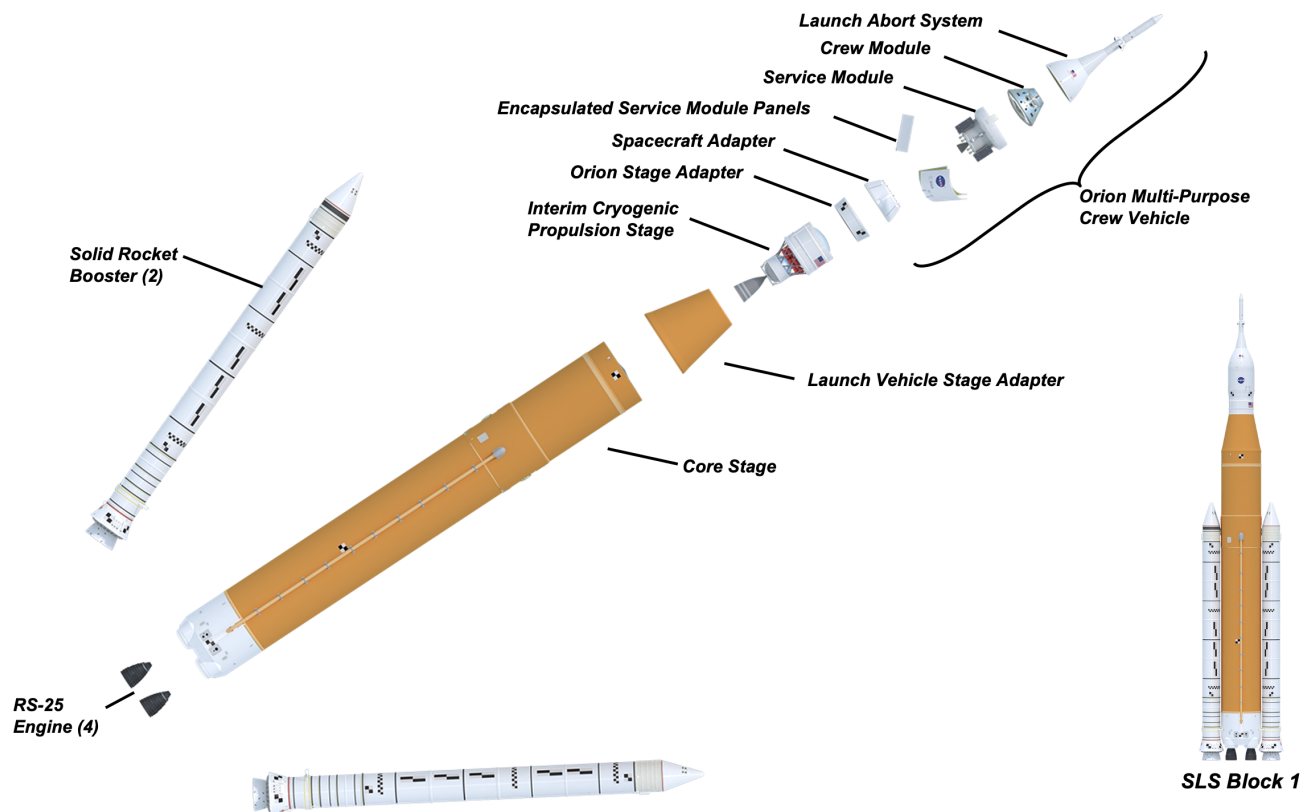 Launch Abort System
Crew Module
Service Module
Encapsulated Service Module Panels
Spacecraft Adapter
Orion Stage Adapter
Interim Cryogenic
Propulsion Stage
Orion Multi-Purpose
Crew Vehicle
Solid Rocket
Booster (2)
Launch Vehicle Stage Adapter
Core Stage
RS-25
Engine (4)
SLS Block 1